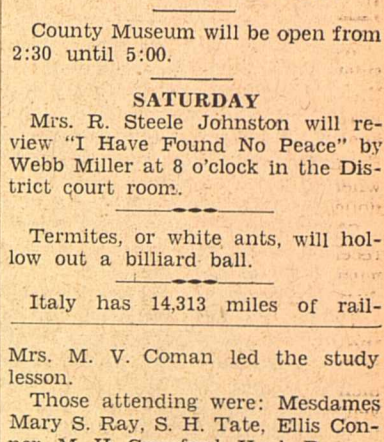 County Museum will be open from
2:30 until 5:00.
SATURDAY
Mrs. R. Steele Johnston will re-
view "I Have Found No Peace" by
Webb Miller at 8 o'clock in the Dis-
trict court room.
Termites, or white ants, will hol-
low out a billiard ball.
Italy has 14,313 miles of rail-
Mrs. M. V. Coman led the study
lesson.
Those attending were: Mesdames
Mary S. Ray, S. H. Tate, Ellis Con-